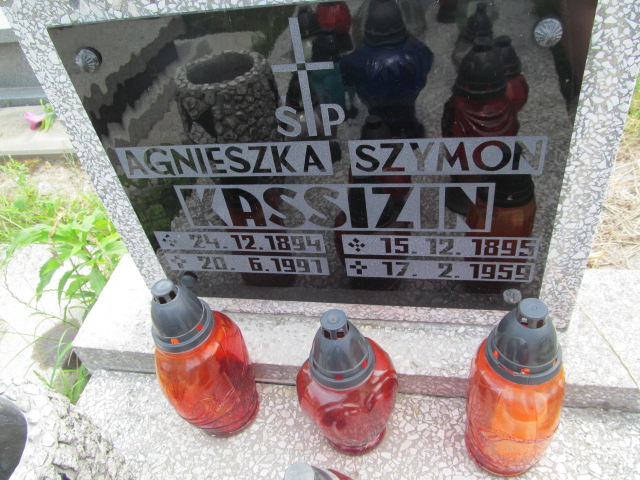 ŚP
AGNIESZKA SZYMON
KASSIZIN
24.12.1894 15.12.1895
20. 6.1991 17. 2.1959